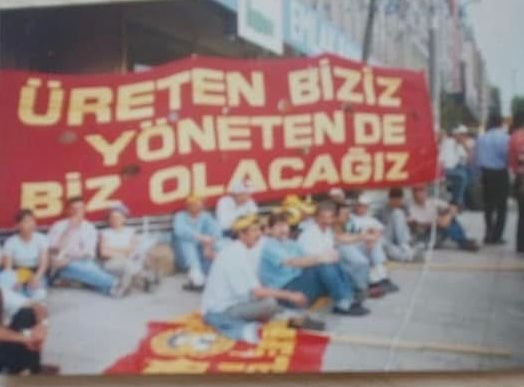 ÜRETEN BİZİZ
YÖNETEN DE
BİZ OLACAĞIZ